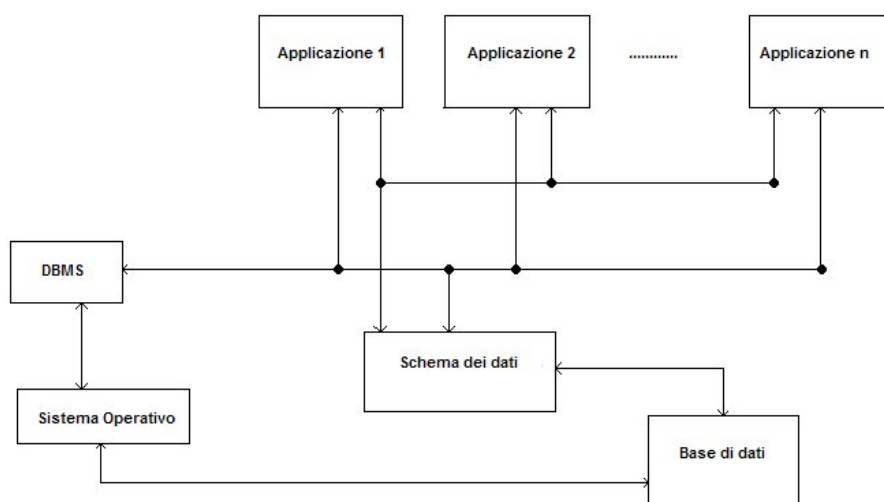 Applicazione 1
Applicazione 2
............
Applicazione n
DBMS
Schema dei dati
Sistema Operativo
Base di dati